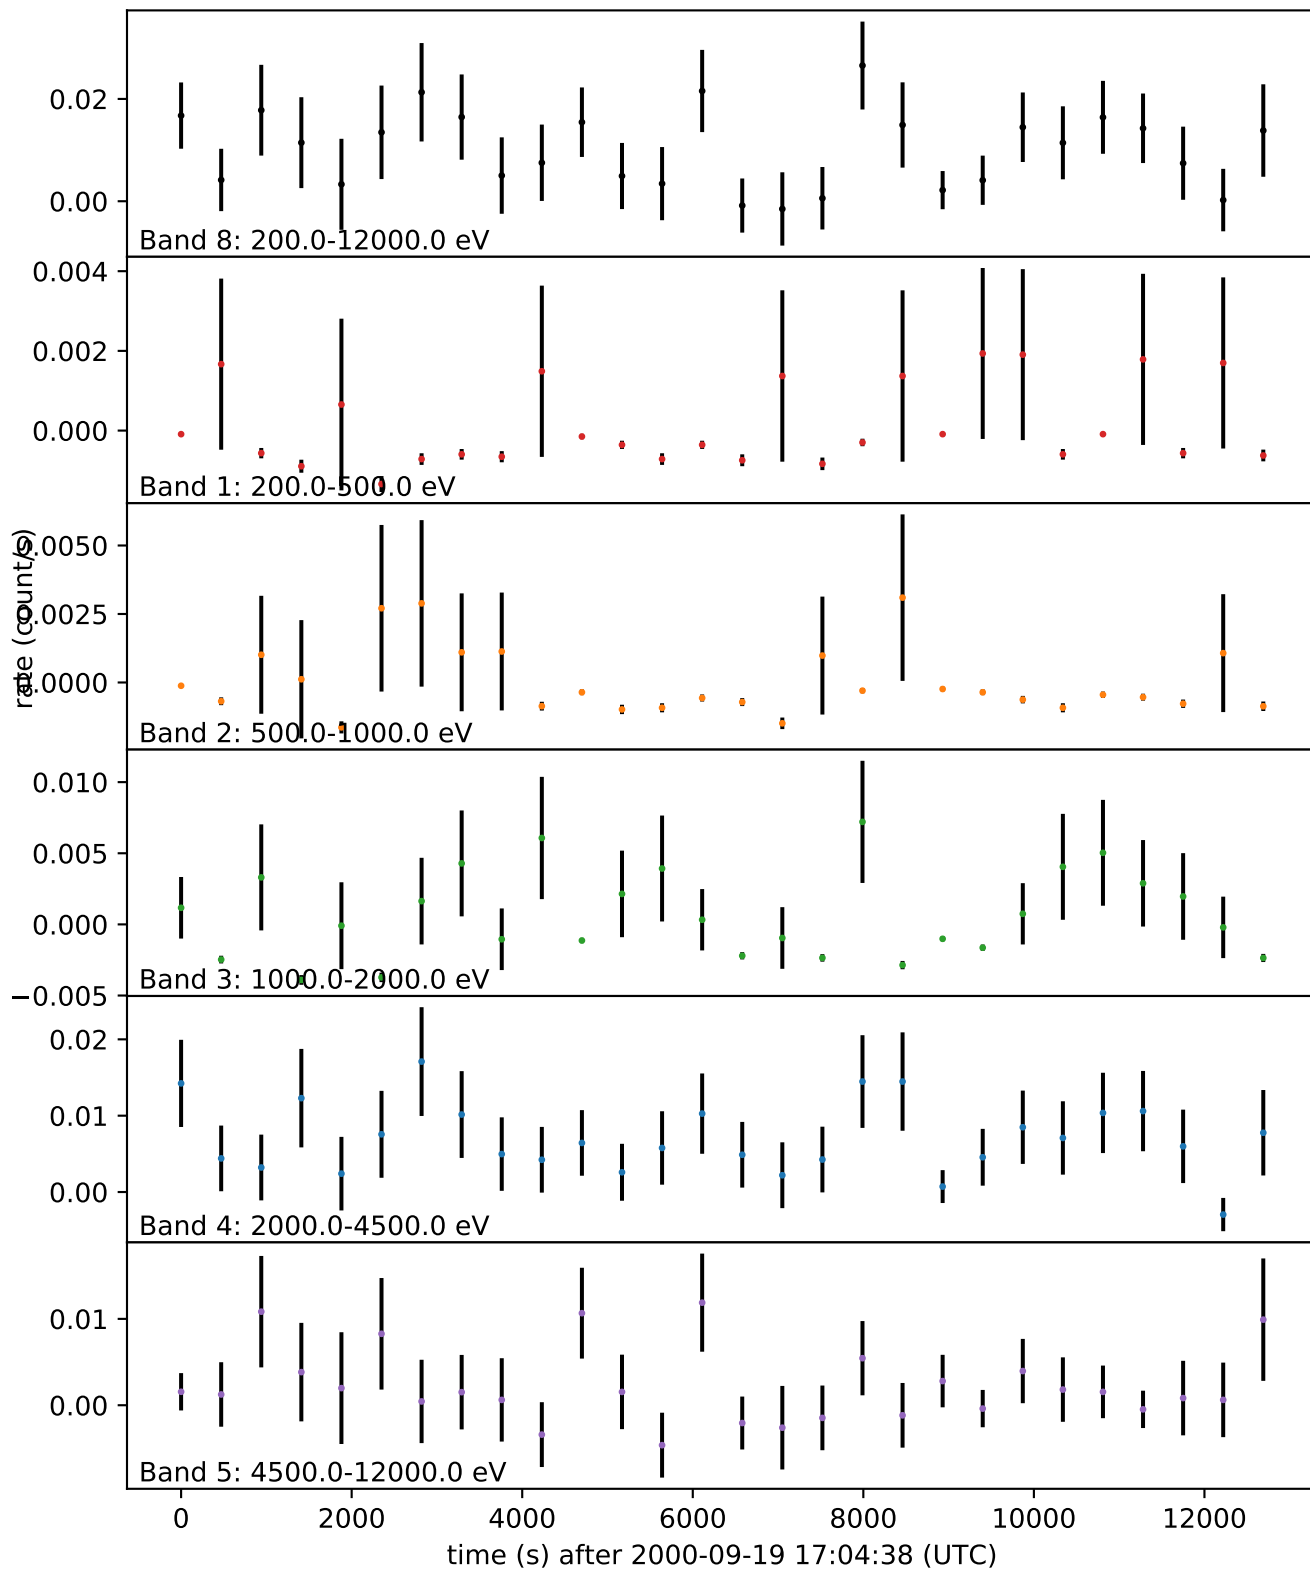 0.02
0.00
Band 8: 200.0-12000.0 eV
0.004
0.002
0.000
Band 1: 200.0-500.0 eV
rate (count/s)
0.0050
0.0025
0.0000
Band 2: 500.0-1000.0 eV
0.010
0.005
0.000
−0.005
Band 3: 1000.0-2000.0 eV
0.02
0.01
0.00
Band 4: 2000.0-4500.0 eV
0.01
0.00
Band 5: 4500.0-12000.0 eV
0 2000 4000 6000 8000 10000 12000
time (s) after 2000-09-19 17:04:38 (UTC)